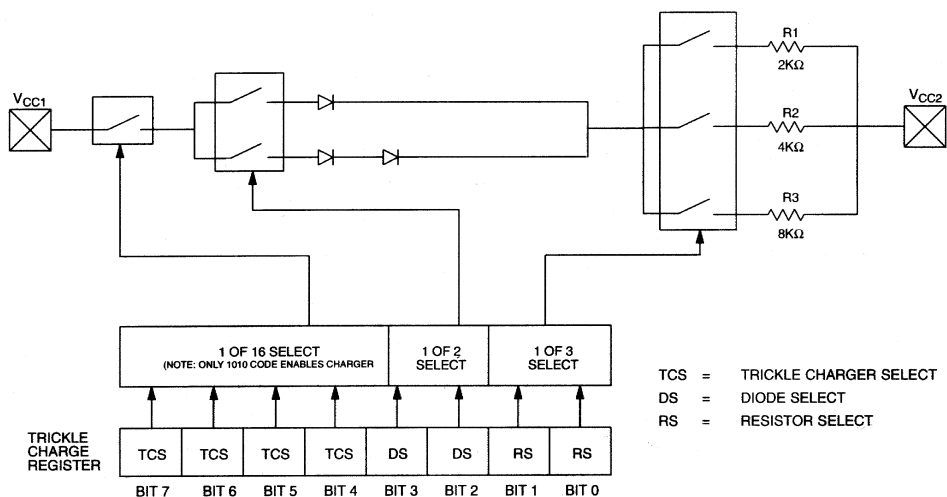 VCC1
R1
2KΩ
R2
4KΩ
R3
8KΩ
VCC2
1 OF 16 SELECT
(NOTE: ONLY 1010 CODE ENABLES CHARGER
1 OF 2
SELECT
1 OF 3
SELECT
TCS = TRICKLE CHARGER SELECT
DS = DIODE SELECT
RS = RESISTOR SELECT
TRICKLE
CHARGE
REGISTER
TCS TCS TCS TCS DS DS RS RS
BIT 7 BIT 6 BIT 5 BIT 4 BIT 3 BIT 2 BIT 1 BIT 0